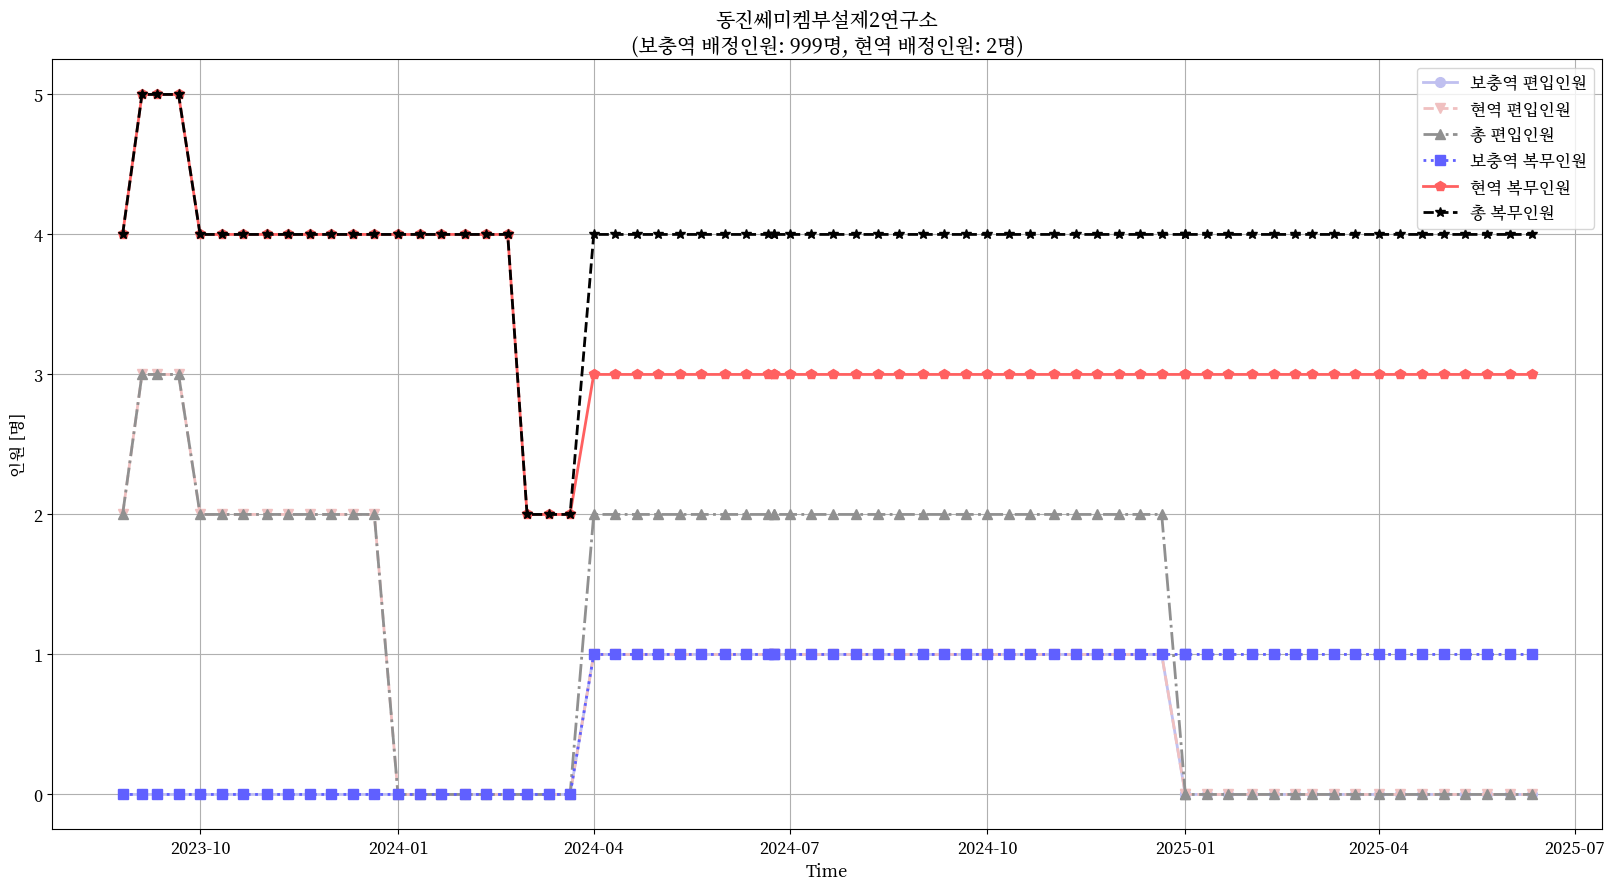 동진쎄미켐부설제2연구소
(보충역 배정인원: 999명, 현역 배정인원: 2명)
보충역 편입인원
현역 편입인원
총 편입인원
보충역 복무인원
현역 복무인원
총 복무인원
인원 [명]
5
4
3
2
1
0
2023-10
2024-01
2024-04
2024-07
2024-10
2025-01
2025-04
2025-07
Time